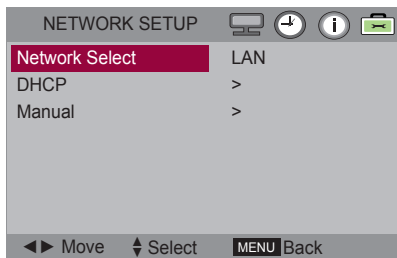 NETWORK SETUP
Network Select LAN
DHCP >
Manual >
◄► Move ▲▼ Select MENU Back